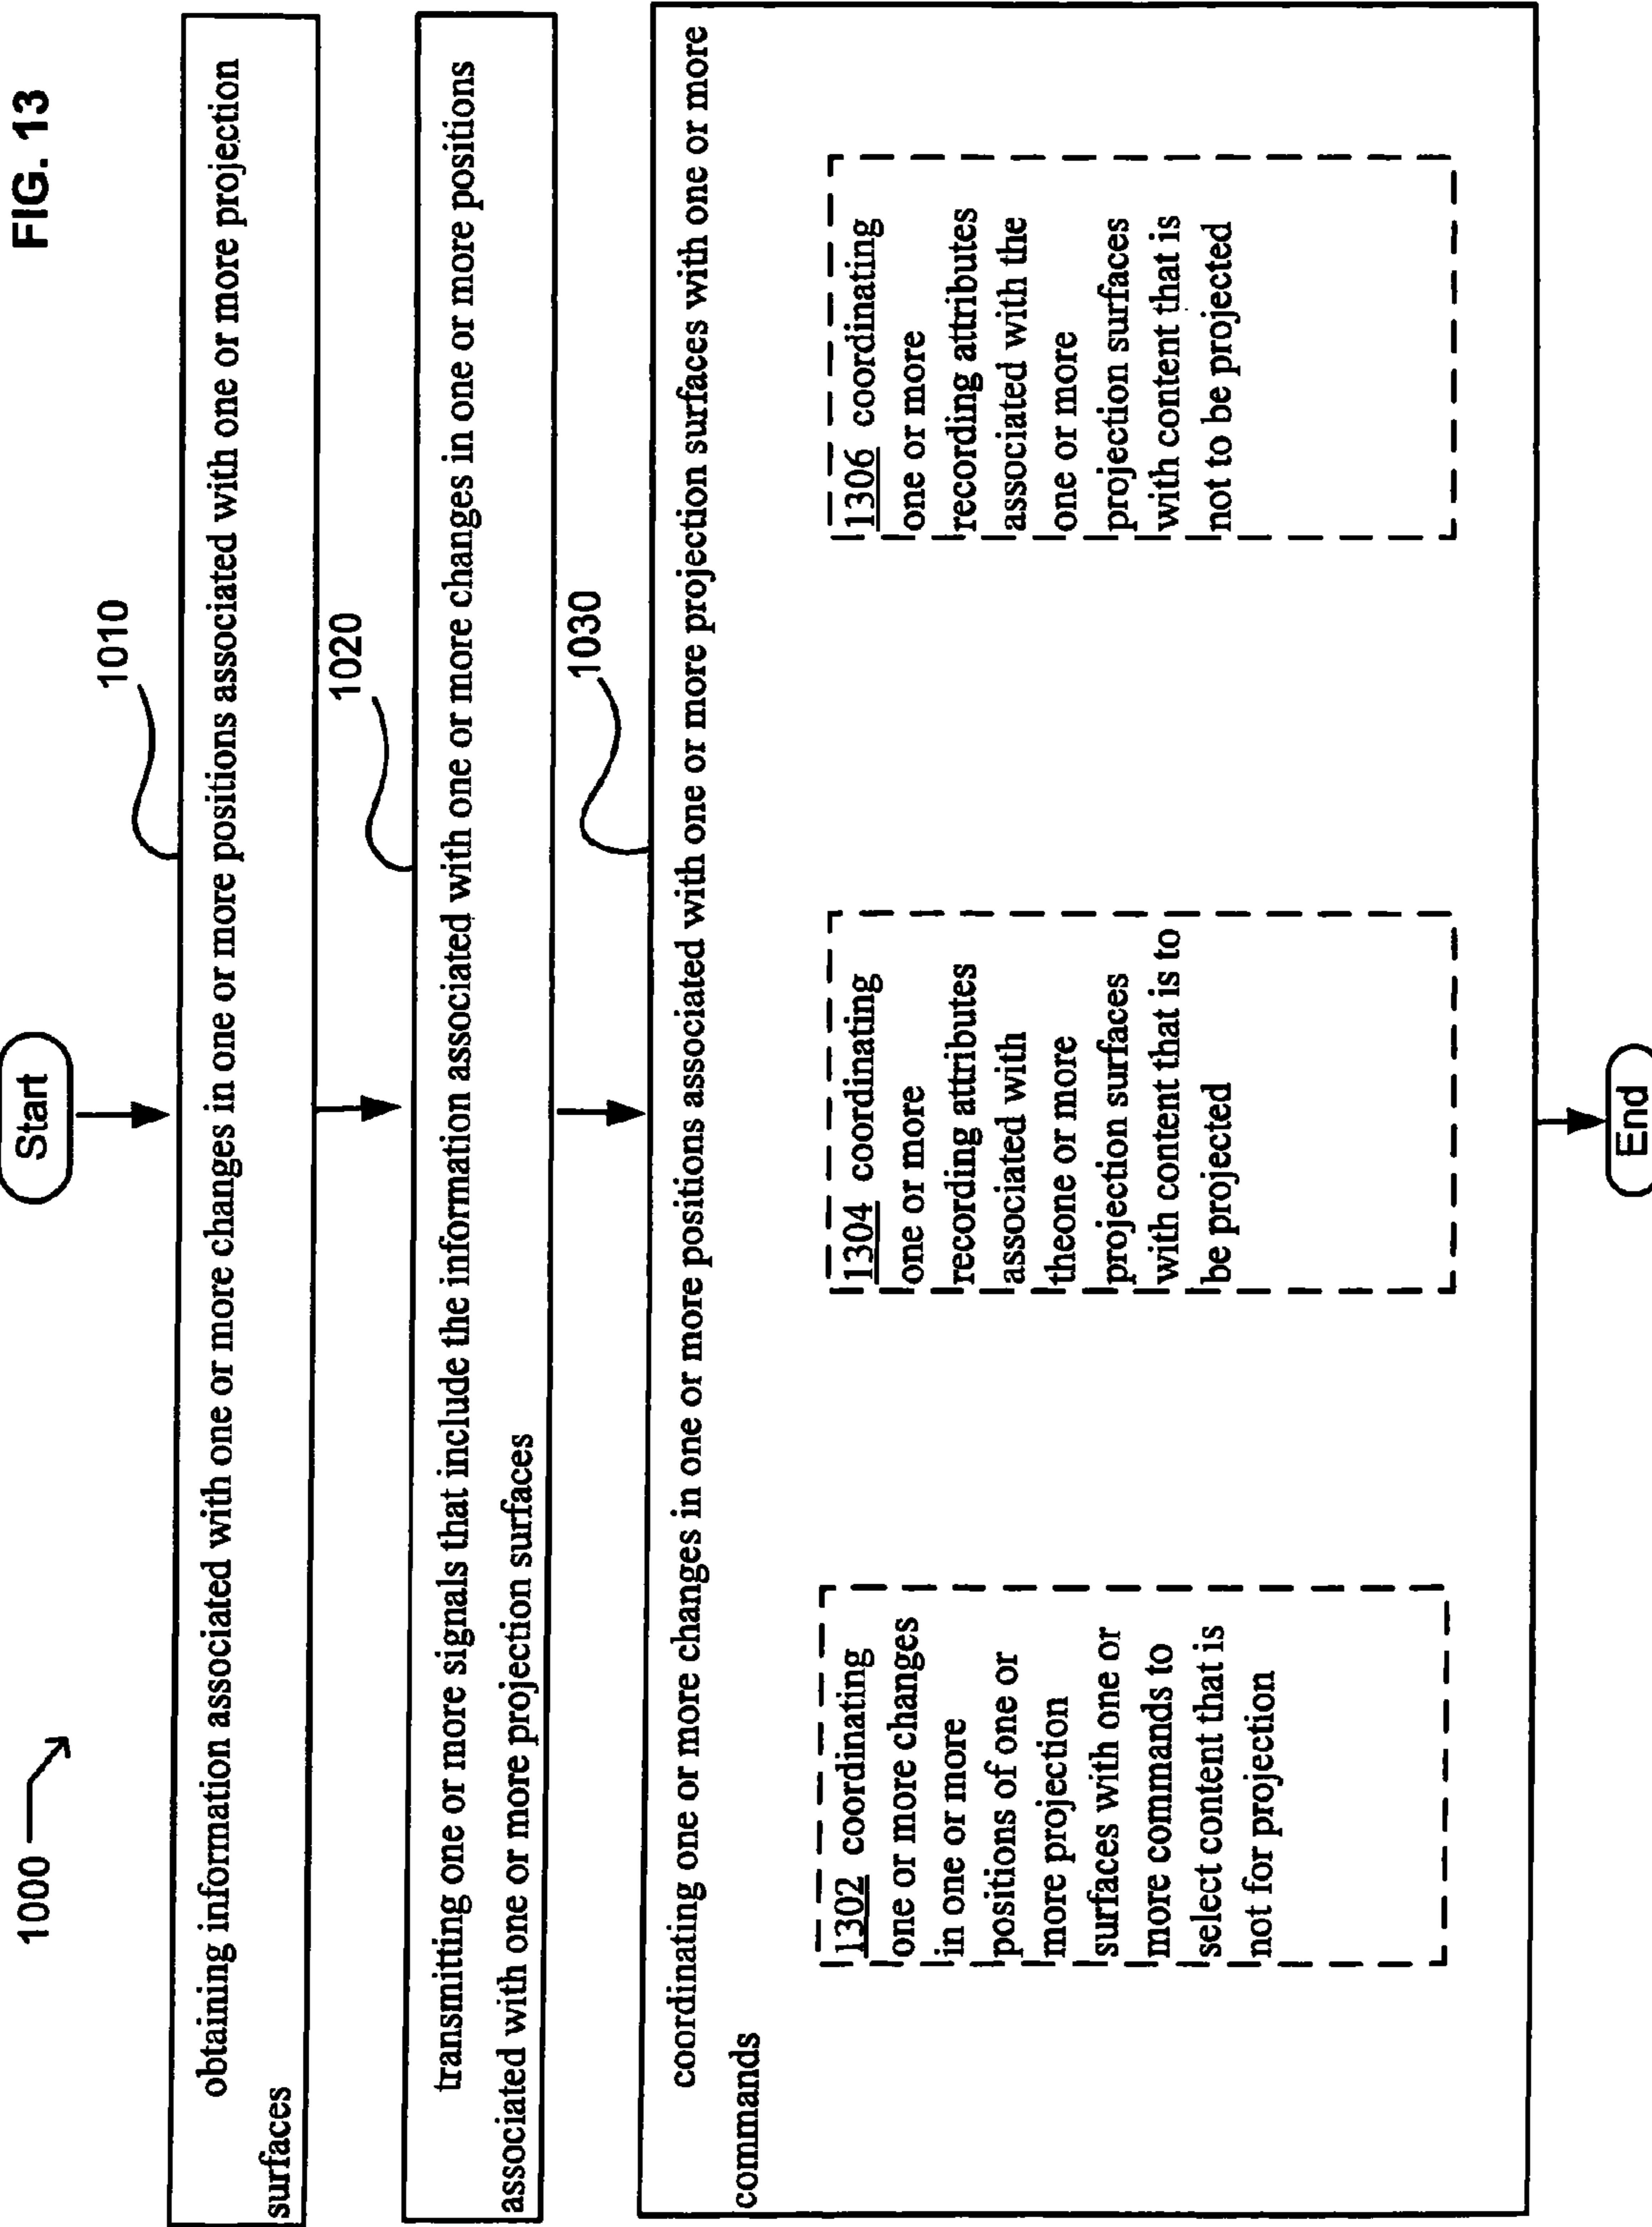 FIG. 13
1000
Start
1010
obtaining information associated with one or more changes in one or more positions associated with one or more projection
surfaces
1020
transmitting one or more signals that include the information associated with one or more changes in one or more positions
associated with one or more projection surfaces
1030
coordinating one or more changes in one or more positions associated with one or more projection surfaces with one or more
commands
1302 coordinating
one or more changes
in one or more
positions of one or
more projection
surfaces with one or
more commands to
select content that is
not for projection
1304 coordinating
one or more
recording attributes
associated with
theone or more
projection surfaces
with content that is to
be projected
1306 coordinating
one or more
recording attributes
associated with the
one or more
projection surfaces
with content that is
not to be projected
End